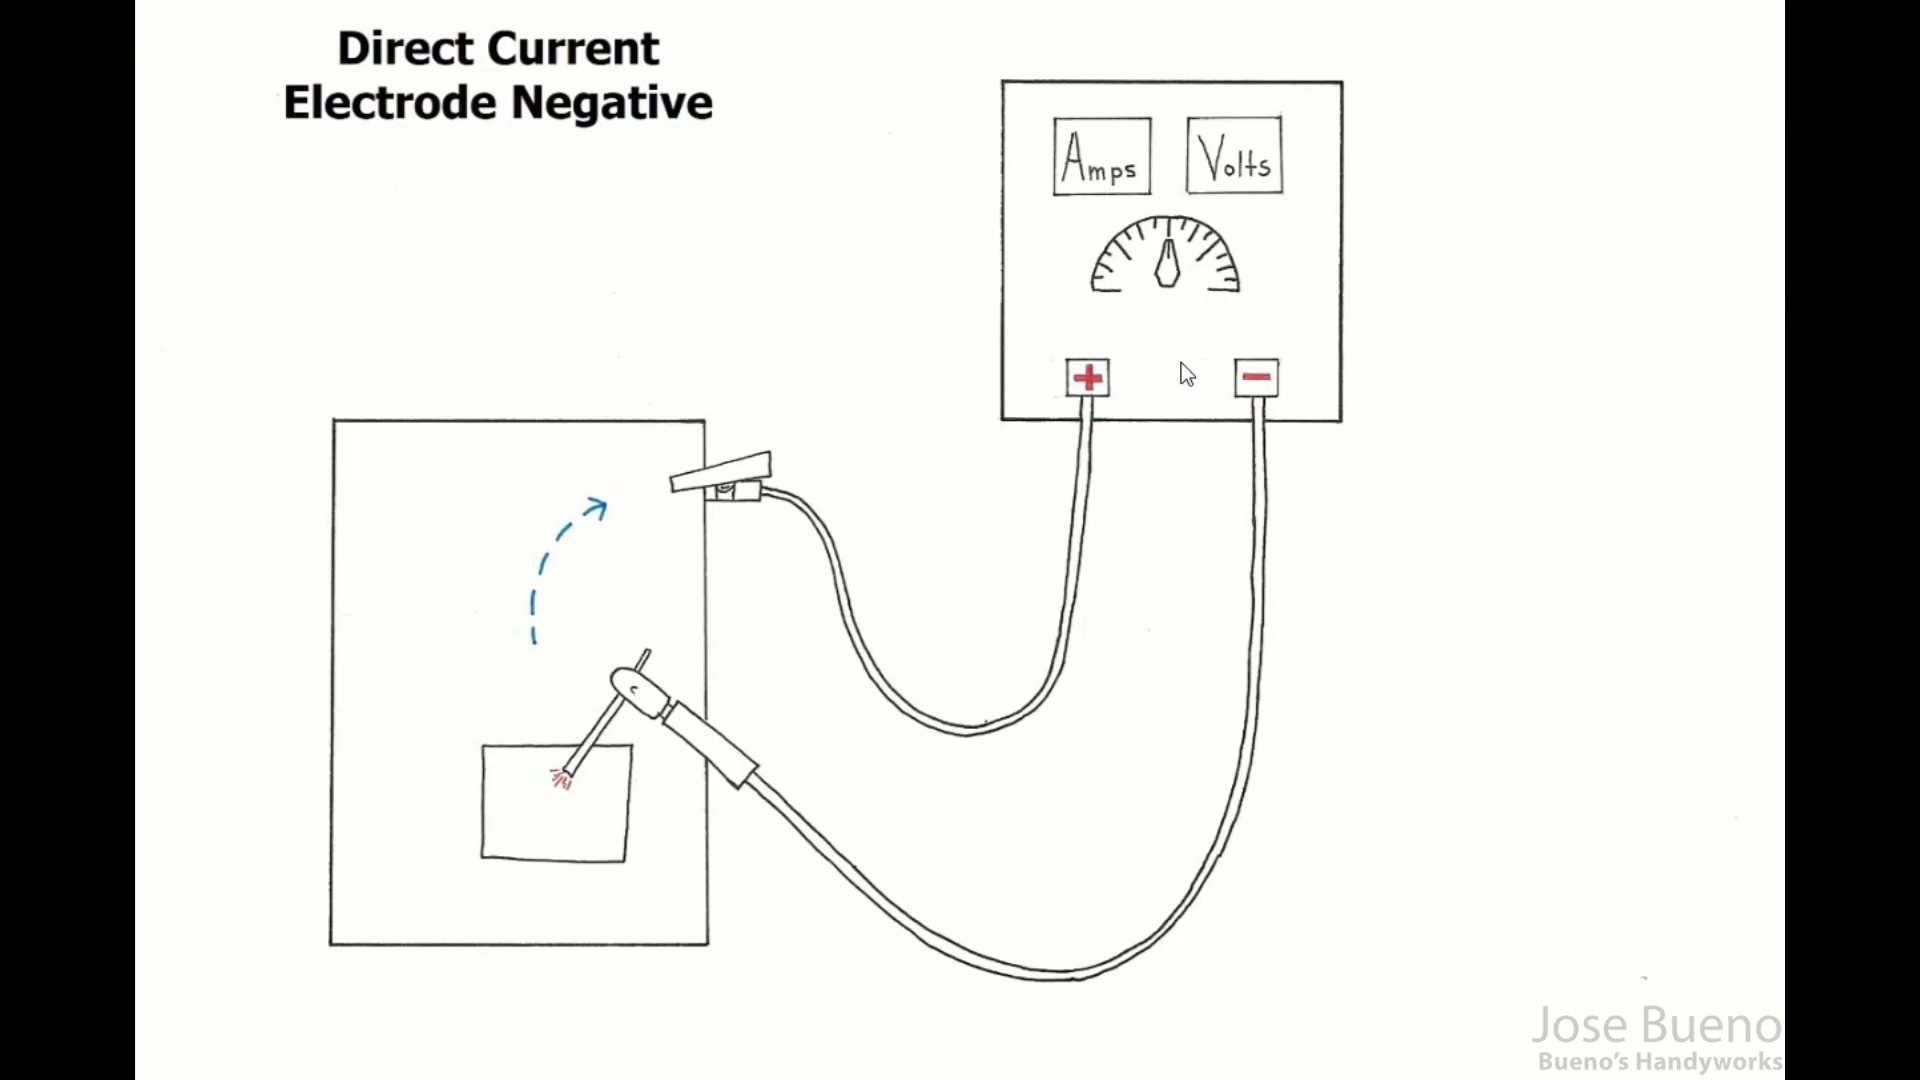 Direct Current
Electrode Negative
Amps
Volts
+
−
Jose Bueno
Bueno's Handyworks